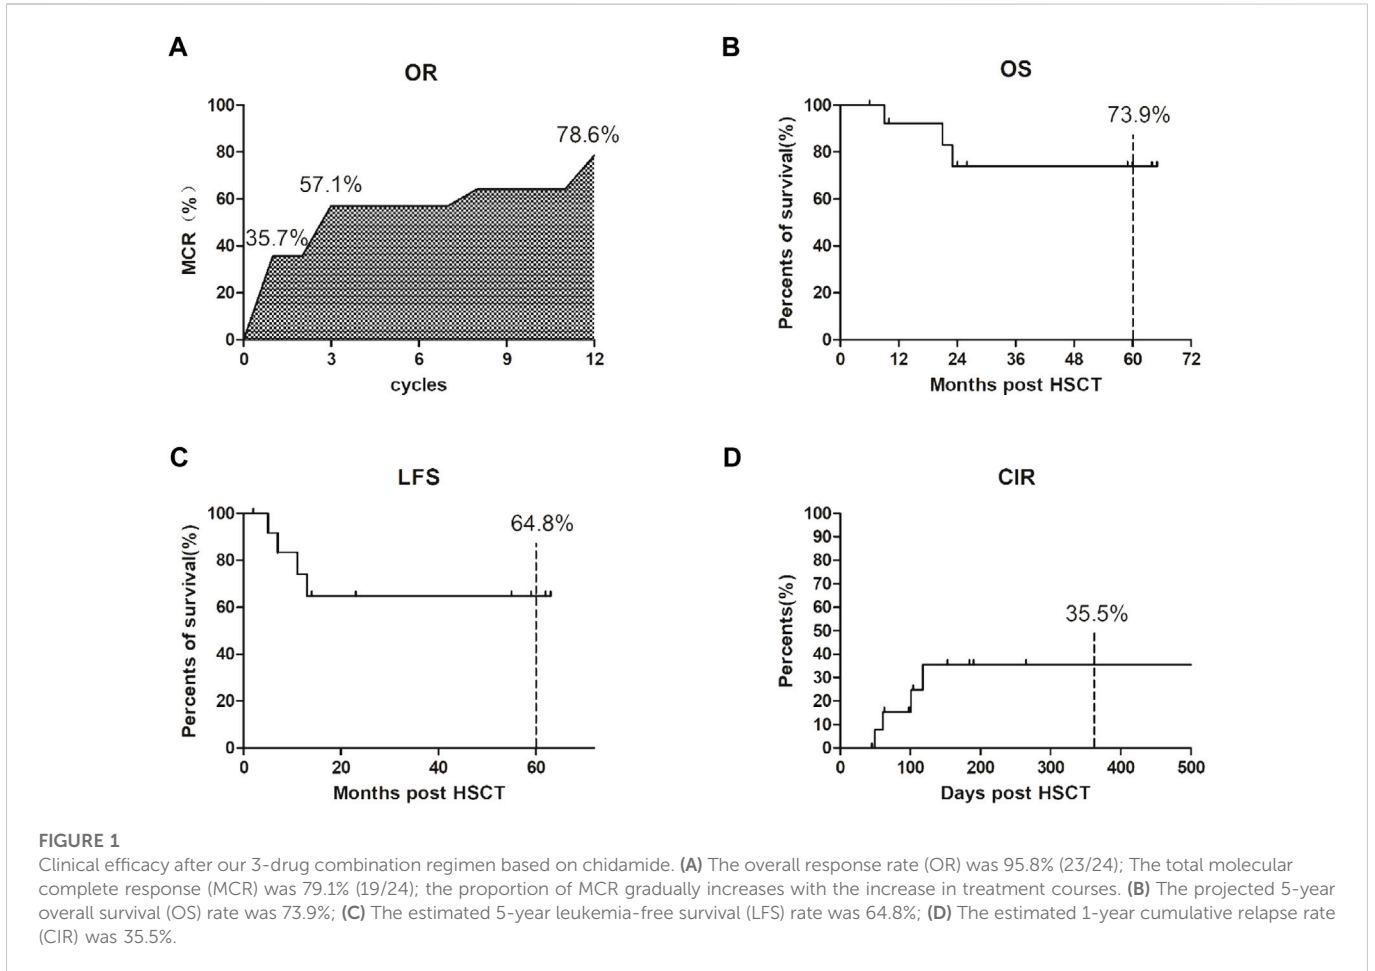 A
OR
100
80
60
40
20
0
MCR（%）
35.7%
57.1%
78.6%
0 3 6 9 12
cycles
B
OS
100
80
60
40
20
0
Percents of survival(%)
73.9%
0 12 24 36 48 60 72
Months post HSCT
C
LFS
100
80
60
40
20
0
Percents of survival(%)
64.8%
0 20 40 60
Months post HSCT
D
CIR
100
90
80
70
60
50
40
30
20
10
0
Percents(%)
35.5%
0 100 200 300 400 500
Days post HSCT
FIGURE 1
Clinical efficacy after our 3-drug combination regimen based on chidamide. (A) The overall response rate (OR) was 95.8% (23/24); The total molecular
complete response (MCR) was 79.1% (19/24); the proportion of MCR gradually increases with the increase in treatment courses. (B) The projected 5-year
overall survival (OS) rate was 73.9%; (C) The estimated 5-year leukemia-free survival (LFS) rate was 64.8%; (D) The estimated 1-year cumulative relapse rate
(CIR) was 35.5%.